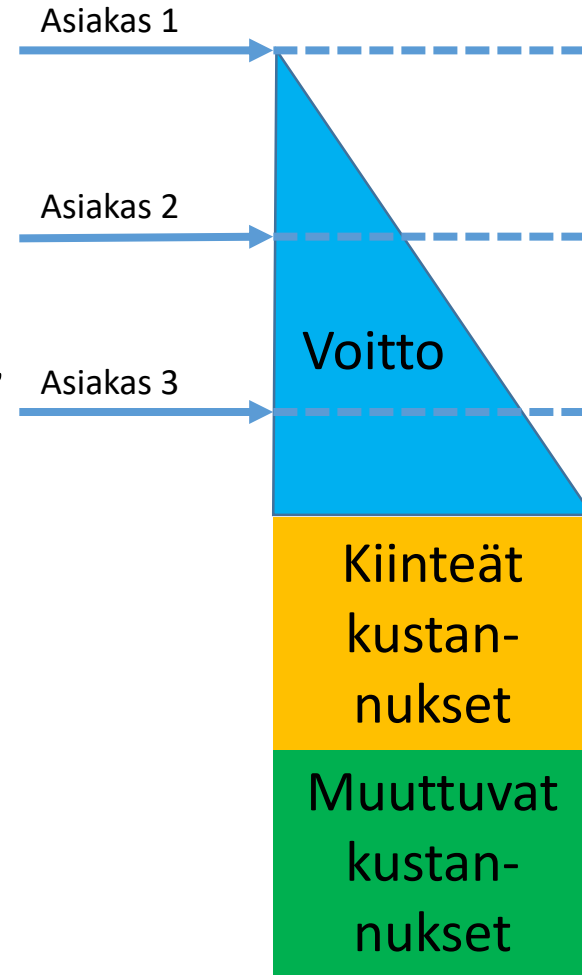 Asiakas 1
Asiakas 2
Voitto
Asiakas 3
Kiinteät
kustan-
nukset
Muuttuvat
kustan-
nukset